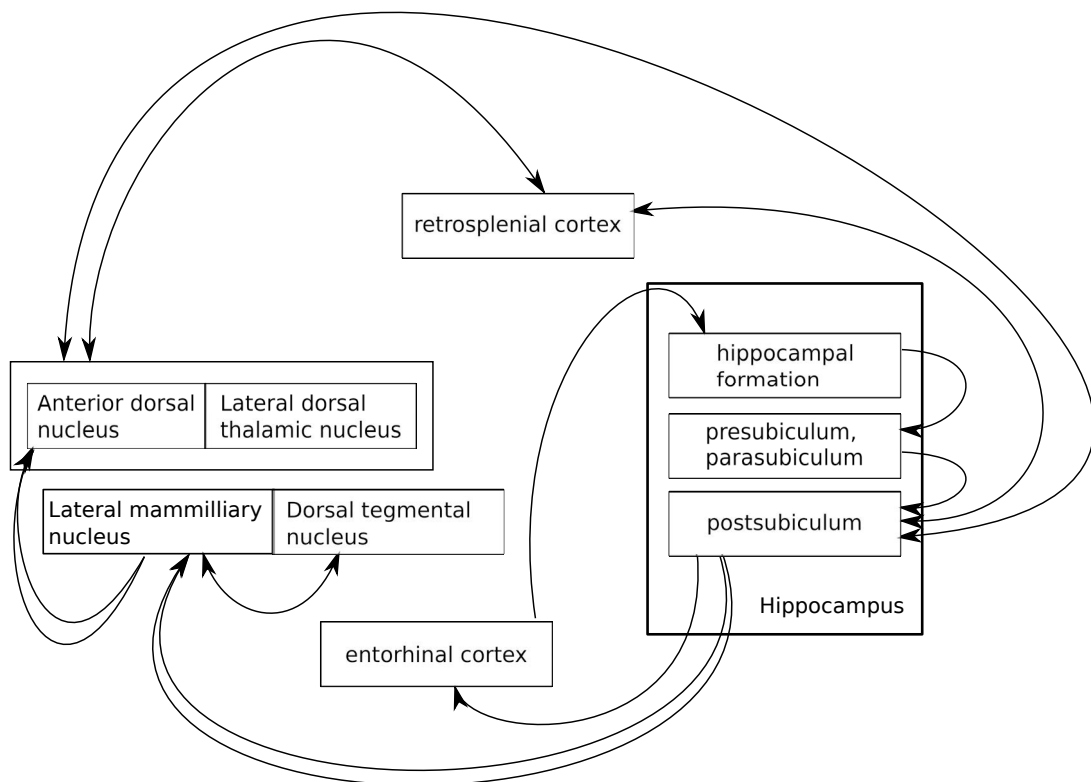 retrosplenial cortex
hippocampal
formation
Anterior dorsal
nucleus
Lateral dorsal
thalamic nucleus
presubiculum,
parasubiculum
Lateral mammilliary
nucleus
Dorsal tegmental
nucleus
postsubiculum
Hippocampus
entorhinal cortex